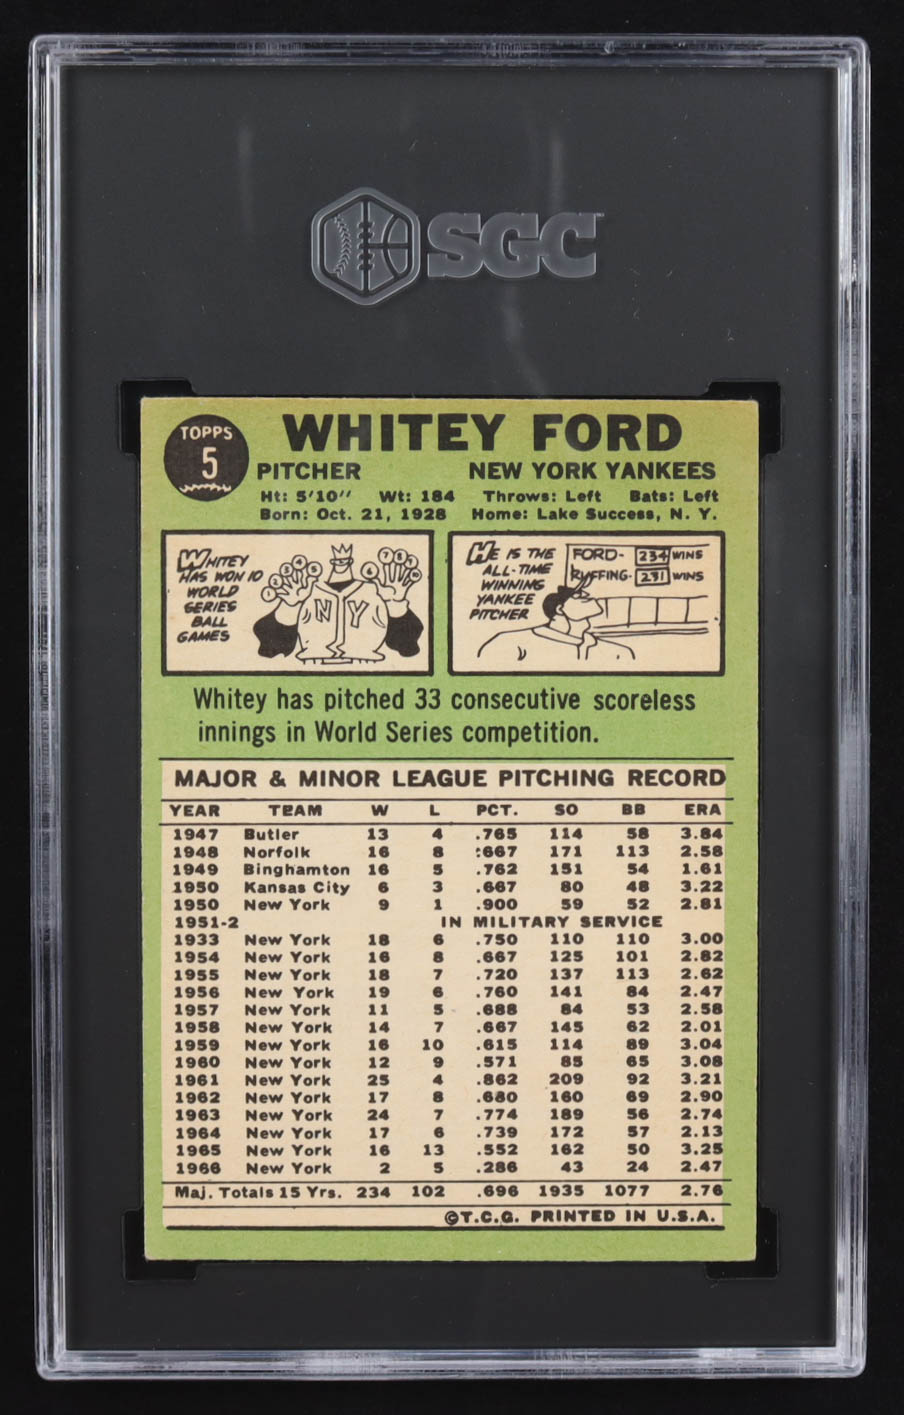 SGC
TOPPS
5
WHITEY FORD
PITCHER NEW YORK YANKEES
Ht: 5'10" Wt: 184 Throws: Left Bats: Left
Born: Oct. 21, 1928 Home: Lake Success, N. Y.
WHITEY
HAS WON 10
WORLD
SERIES
BALL
GAMES
1 2 3 4 5 6 7 8 9 10
NY
HE IS THE
ALL-TIME
WINNING
YANKEE
PITCHER
FORD- 234 WINS
RUFFING- 231 WINS
Whitey has pitched 33 consecutive scoreless
innings in World Series competition.
MAJOR & MINOR LEAGUE PITCHING RECORD
YEAR TEAM W L PCT. SO BB ERA
1947 Butler 13 4 .765 114 58 3.84
1948 Norfolk 16 8 .667 171 113 2.58
1949 Binghamton 16 5 .762 151 54 1.61
1950 Kansas City 6 3 .667 80 48 3.22
1950 New York 9 1 .900 59 52 2.81
1951-2 IN MILITARY SERVICE
1933 New York 18 6 .750 110 110 3.00
1954 New York 16 8 .667 125 101 2.82
1955 New York 18 7 .720 137 113 2.62
1956 New York 19 6 .760 141 84 2.47
1957 New York 11 5 .688 84 53 2.58
1958 New York 14 7 .667 145 62 2.01
1959 New York 16 10 .615 114 89 3.04
1960 New York 12 9 .571 85 65 3.08
1961 New York 25 4 .862 209 92 3.21
1962 New York 17 8 .680 160 69 2.90
1963 New York 24 7 .774 189 56 2.74
1964 New York 17 6 .739 172 57 2.13
1965 New York 16 13 .552 162 50 3.25
1966 New York 2 5 .286 43 24 2.47
Maj. Totals 15 Yrs. 234 102 .696 1935 1077 2.76
©T.C.G. PRINTED IN U.S.A.